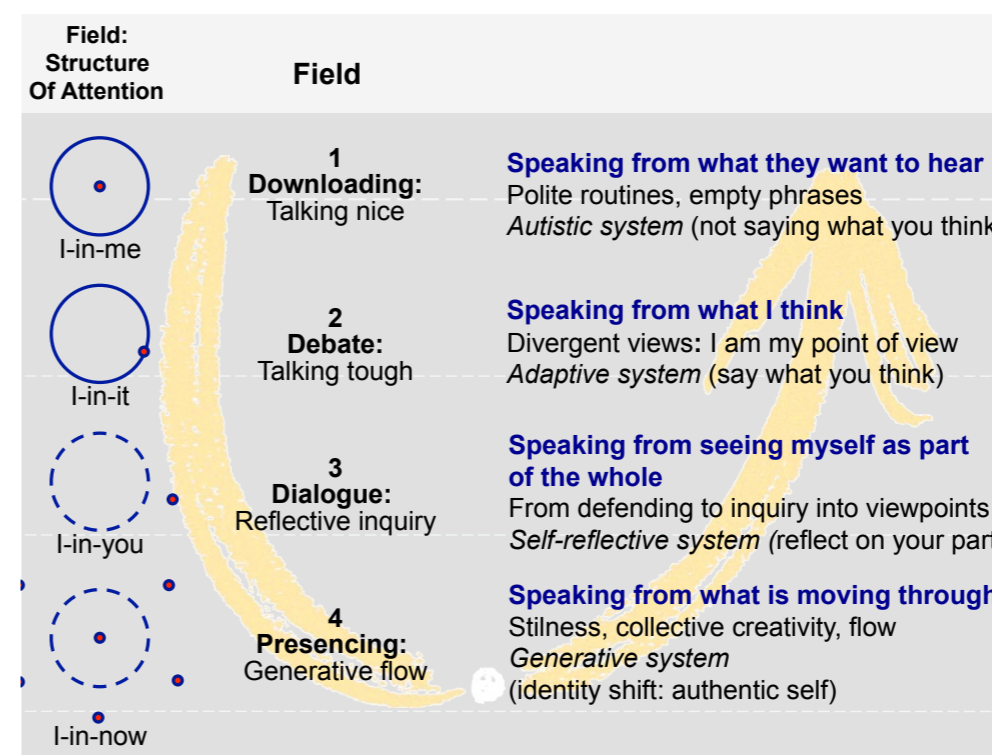 Field:
Structure
Of Attention
Field
I-in-me
1
Downloading:
Talking nice
Speaking from what they want to hear
Polite routines, empty phrases
Autistic system (not saying what you think
I-in-it
2
Debate:
Talking tough
Speaking from what I think
Divergent views: I am my point of view
Adaptive system (say what you think)
I-in-you
3
Dialogue:
Reflective inquiry
Speaking from seeing myself as part
of the whole
From defending to inquiry into viewpoints
Self-reflective system (reflect on your part
I-in-now
4
Presencing:
Generative flow
Speaking from what is moving through
Stilness, collective creativity, flow
Generative system
(identity shift: authentic self)